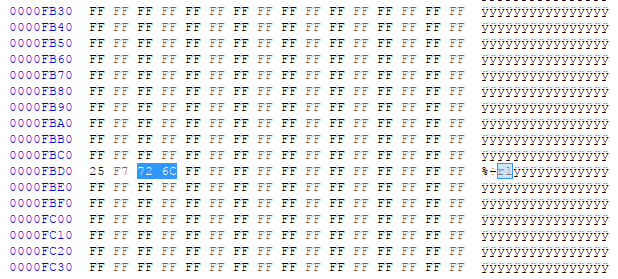 0000FB30 FF FF FF FF FF FF FF FF FF FF FF FF FF FF FF FF ÿÿÿÿÿÿÿÿÿÿÿÿÿÿÿÿ
0000FB40 FF FF FF FF FF FF FF FF FF FF FF FF FF FF FF FF ÿÿÿÿÿÿÿÿÿÿÿÿÿÿÿÿ
0000FB50 FF FF FF FF FF FF FF FF FF FF FF FF FF FF FF FF ÿÿÿÿÿÿÿÿÿÿÿÿÿÿÿÿ
0000FB60 FF FF FF FF FF FF FF FF FF FF FF FF FF FF FF FF ÿÿÿÿÿÿÿÿÿÿÿÿÿÿÿÿ
0000FB70 FF FF FF FF FF FF FF FF FF FF FF FF FF FF FF FF ÿÿÿÿÿÿÿÿÿÿÿÿÿÿÿÿ
0000FB80 FF FF FF FF FF FF FF FF FF FF FF FF FF FF FF FF ÿÿÿÿÿÿÿÿÿÿÿÿÿÿÿÿ
0000FB90 FF FF FF FF FF FF FF FF FF FF FF FF FF FF FF FF ÿÿÿÿÿÿÿÿÿÿÿÿÿÿÿÿ
0000FBA0 FF FF FF FF FF FF FF FF FF FF FF FF FF FF FF FF ÿÿÿÿÿÿÿÿÿÿÿÿÿÿÿÿ
0000FBB0 FF FF FF FF FF FF FF FF FF FF FF FF FF FF FF FF ÿÿÿÿÿÿÿÿÿÿÿÿÿÿÿÿ
0000FBC0 FF FF FF FF FF FF FF FF FF FF FF FF FF FF FF FF ÿÿÿÿÿÿÿÿÿÿÿÿÿÿÿÿ
0000FBD0 25 F7 72 6C FF FF FF FF FF FF FF FF FF FF FF FF %÷rlÿÿÿÿÿÿÿÿÿÿÿÿ
0000FBE0 FF FF FF FF FF FF FF FF FF FF FF FF FF FF FF FF ÿÿÿÿÿÿÿÿÿÿÿÿÿÿÿÿ
0000FBF0 FF FF FF FF FF FF FF FF FF FF FF FF FF FF FF FF ÿÿÿÿÿÿÿÿÿÿÿÿÿÿÿÿ
0000FC00 FF FF FF FF FF FF FF FF FF FF FF FF FF FF FF FF ÿÿÿÿÿÿÿÿÿÿÿÿÿÿÿÿ
0000FC10 FF FF FF FF FF FF FF FF FF FF FF FF FF FF FF FF ÿÿÿÿÿÿÿÿÿÿÿÿÿÿÿÿ
0000FC20 FF FF FF FF FF FF FF FF FF FF FF FF FF FF FF FF ÿÿÿÿÿÿÿÿÿÿÿÿÿÿÿÿ
0000FC30 FF FF FF FF FF FF FF FF FF FF FF FF FF FF FF FF ÿÿÿÿÿÿÿÿÿÿÿÿÿÿÿÿ